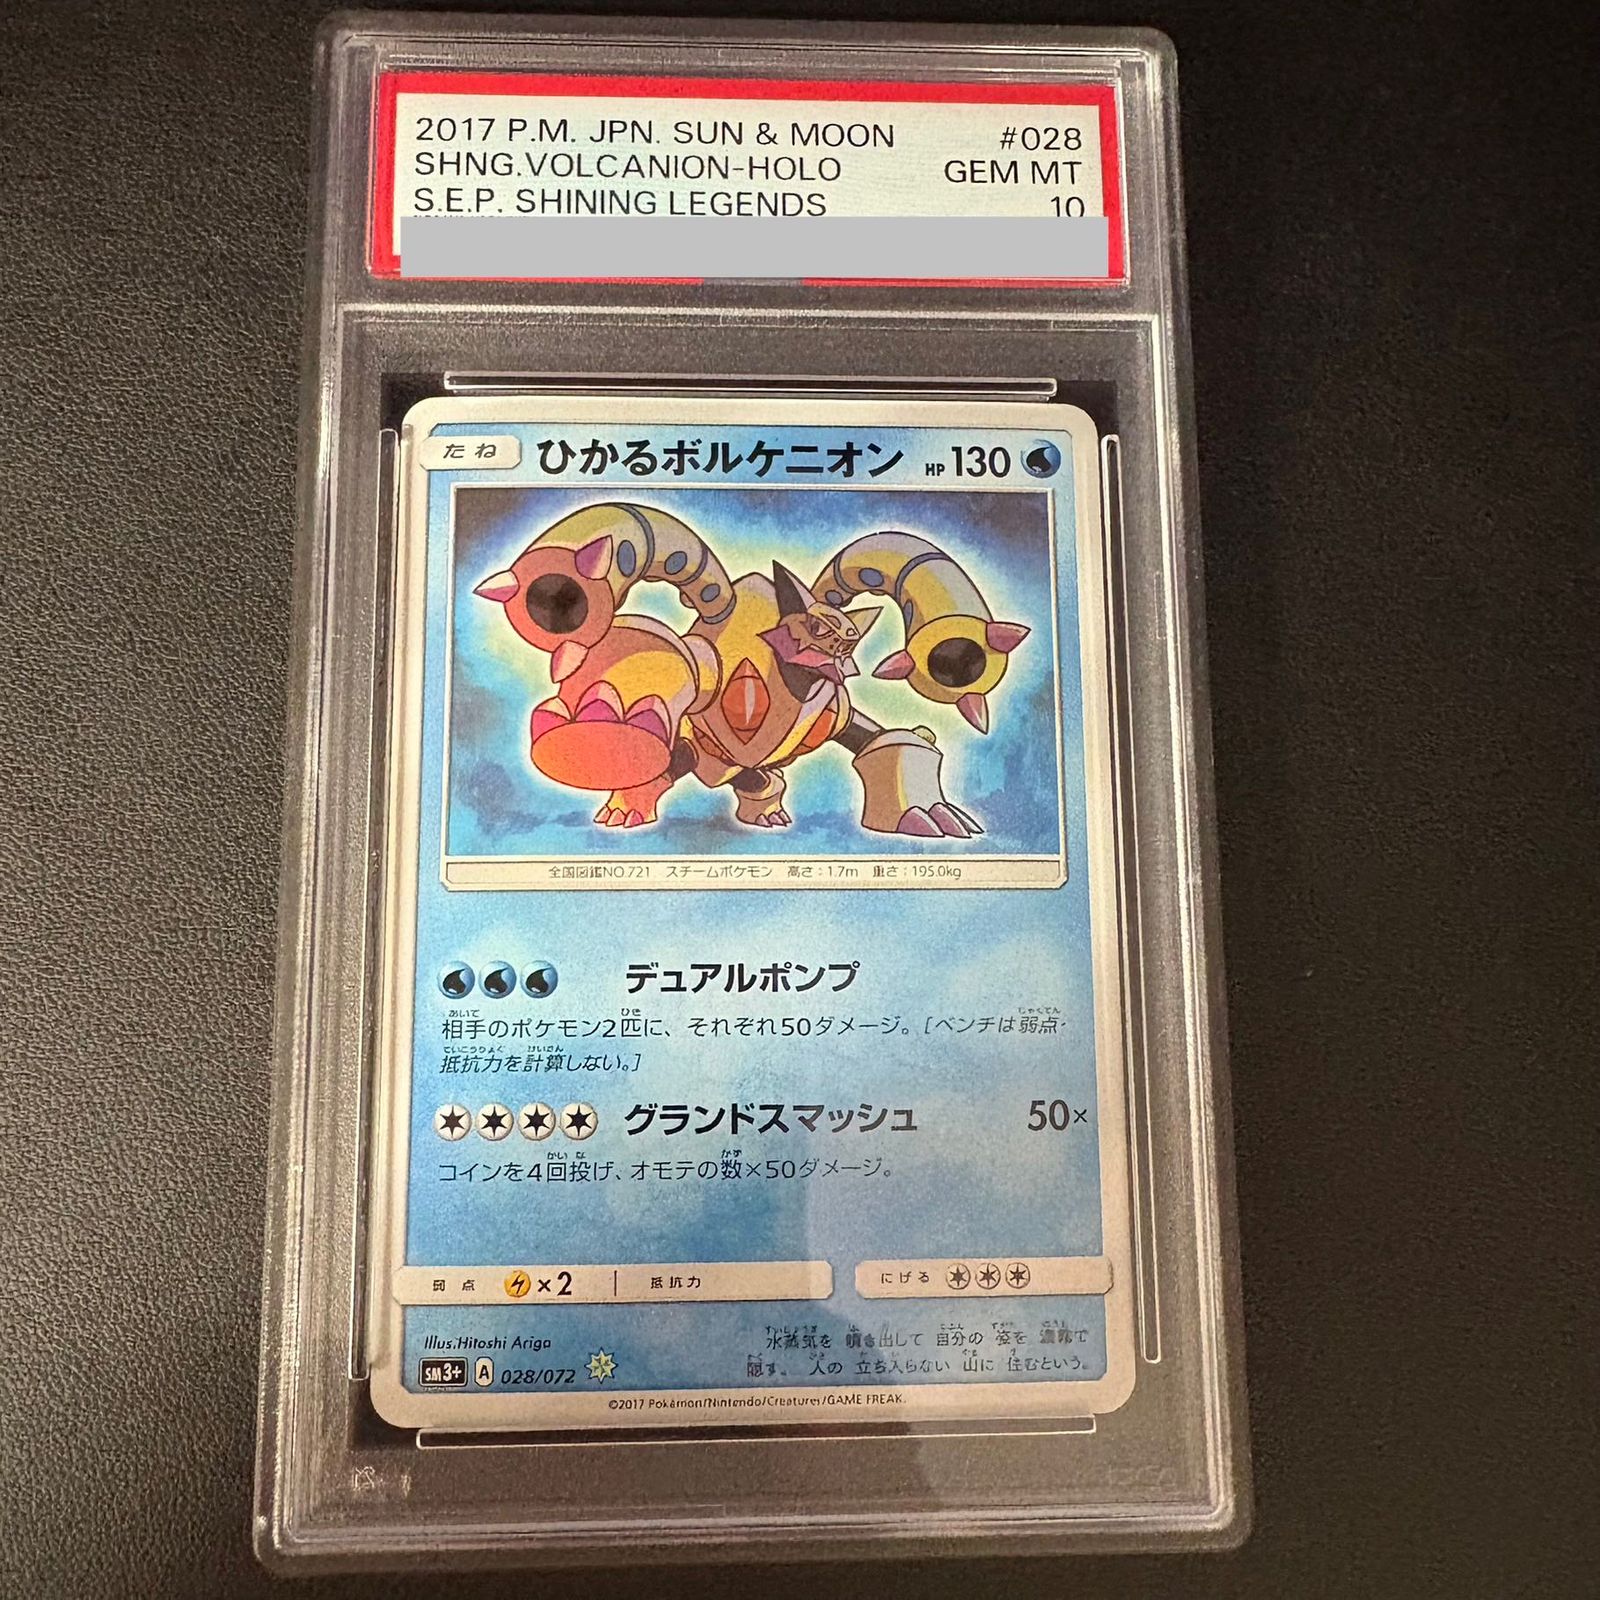 2017 P.M. JPN. SUN & MOON #028
SHNG.VOLCANION-HOLO GEM MT
S.E.P. SHINING LEGENDS 10
たね ひかるボルケニオン HP 130
全国図鑑NO.721 スチームポケモン 高さ:1.7m 重さ:195.0kg
デュアルポンプ
相手のポケモン2匹に、それぞれ50ダメージ。[ベンチは弱点・
抵抗力を計算しない。]
グランドスマッシュ 50×
コインを4回投げ、オモテの数×50ダメージ。
弱点 ×2 抵抗力 にげる
Illus.Hitoshi Ariga
水蒸気を 噴き出して 自分の 姿を 濃霧で
隠す。 人の 立ち入らない 山に 住むという。
SM3+ A 028/072
©2017 Pokémon/Nintendo/Creatures/GAME FREAK.